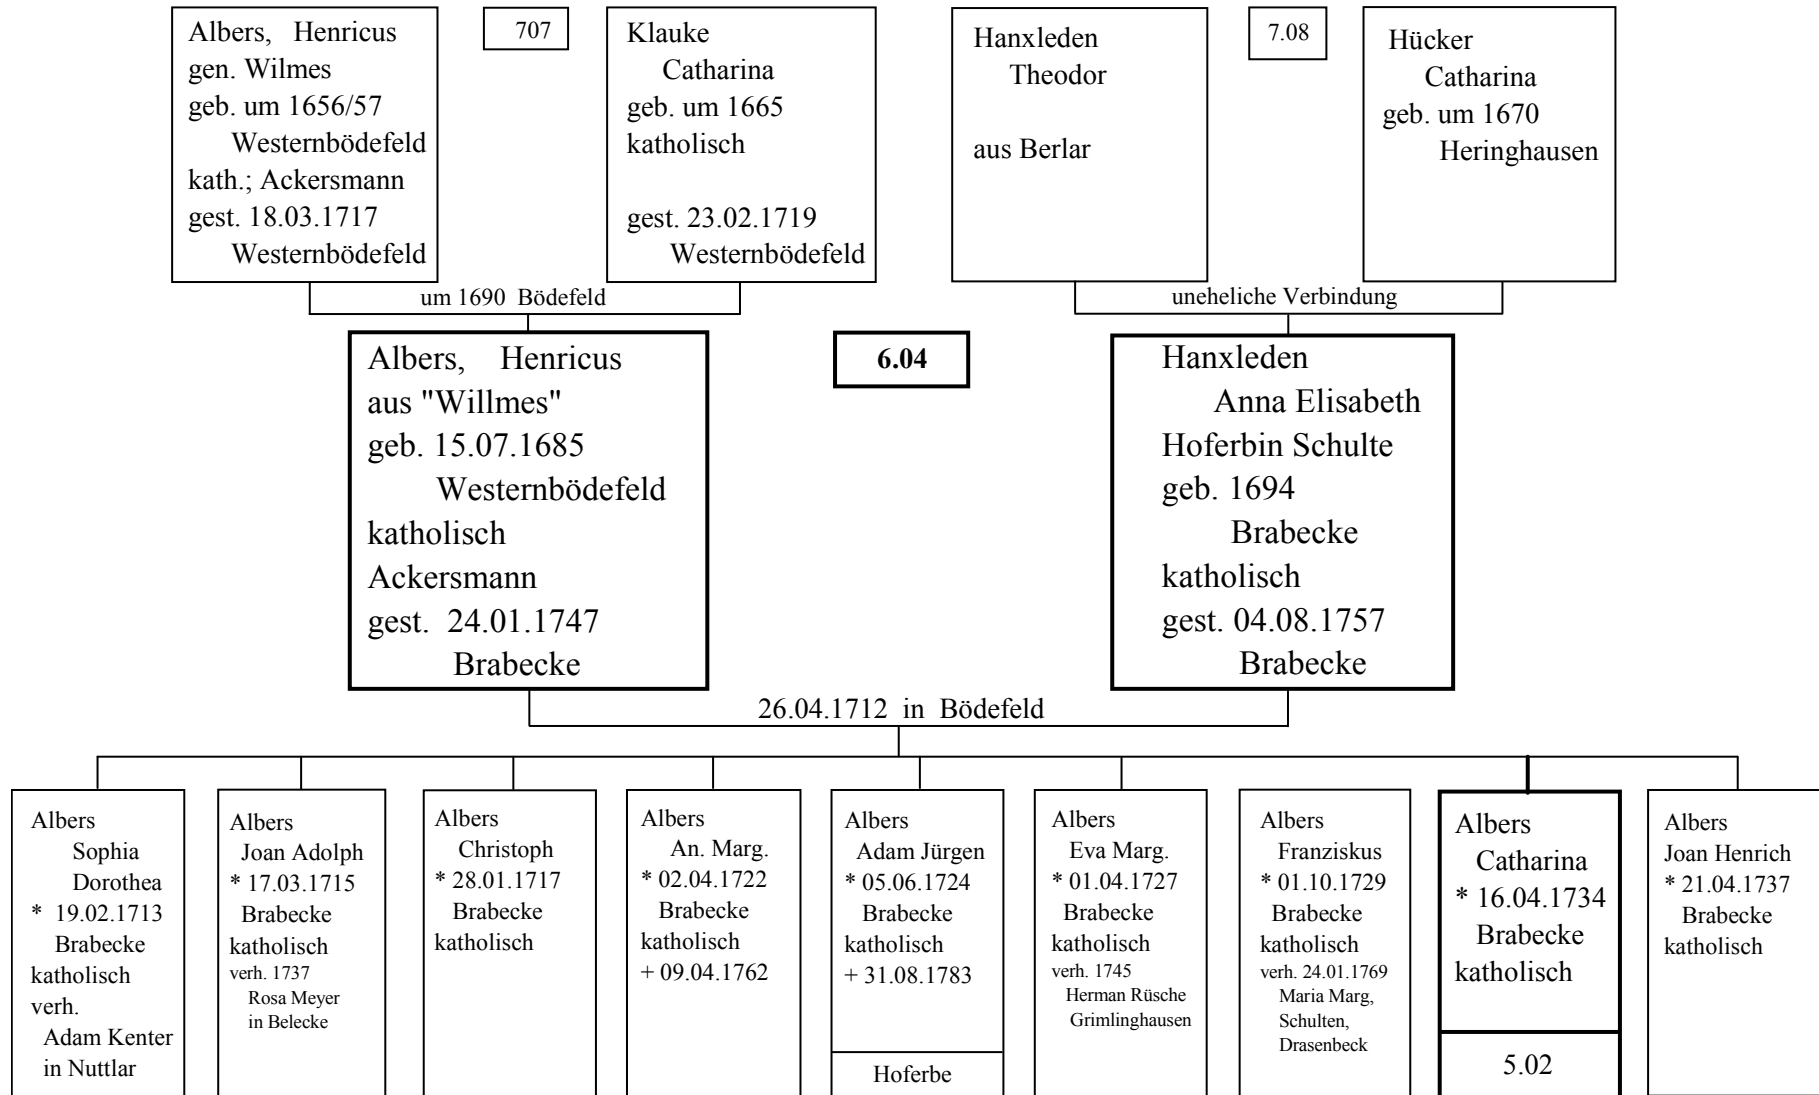 Albers, Henricus
gen. Wilmes
geb. um 1656/57
Westernbödefeld
kath.; Ackersmann
gest. 18.03.1717
Westernbödefeld
707
Klauke
Catharina
geb. um 1665
katholisch
gest. 23.02.1719
Westernbödefeld
Hanxleden
Theodor
aus Berlar
7.08
Hücker
Catharina
geb. um 1670
Heringhausen
um 1690 Bödefeld
uneheliche Verbindung
Albers, Henricus
aus "Willmes"
geb. 15.07.1685
Westernbödefeld
katholisch
Ackersmann
gest. 24.01.1747
Brabecke
6.04
Hanxleden
Anna Elisabeth
Hoferbin Schulte
geb. 1694
Brabecke
katholisch
gest. 04.08.1757
Brabecke
26.04.1712 in Bödefeld
Albers
Sophia
Dorothea
* 19.02.1713
Brabecke
katholisch
verh.
Adam Kenter
in Nuttlar
Albers
Joan Adolph
* 17.03.1715
Brabecke
katholisch
verh. 1737
Rosa Meyer
in Belecke
Albers
Christoph
* 28.01.1717
Brabecke
katholisch
Albers
An. Marg.
* 02.04.1722
Brabecke
katholisch
+ 09.04.1762
Albers
Adam Jürgen
* 05.06.1724
Brabecke
katholisch
+ 31.08.1783
Hoferbe
Albers
Eva Marg.
* 01.04.1727
Brabecke
katholisch
verh. 1745
Herman Rüsche
Grimlinghausen
Albers
Franziskus
* 01.10.1729
Brabecke
katholisch
verh. 24.01.1769
Maria Marg,
Schulten,
Drasenbeck
Albers
Catharina
* 16.04.1734
Brabecke
katholisch
5.02
Albers
Joan Henrich
* 21.04.1737
Brabecke
katholisch